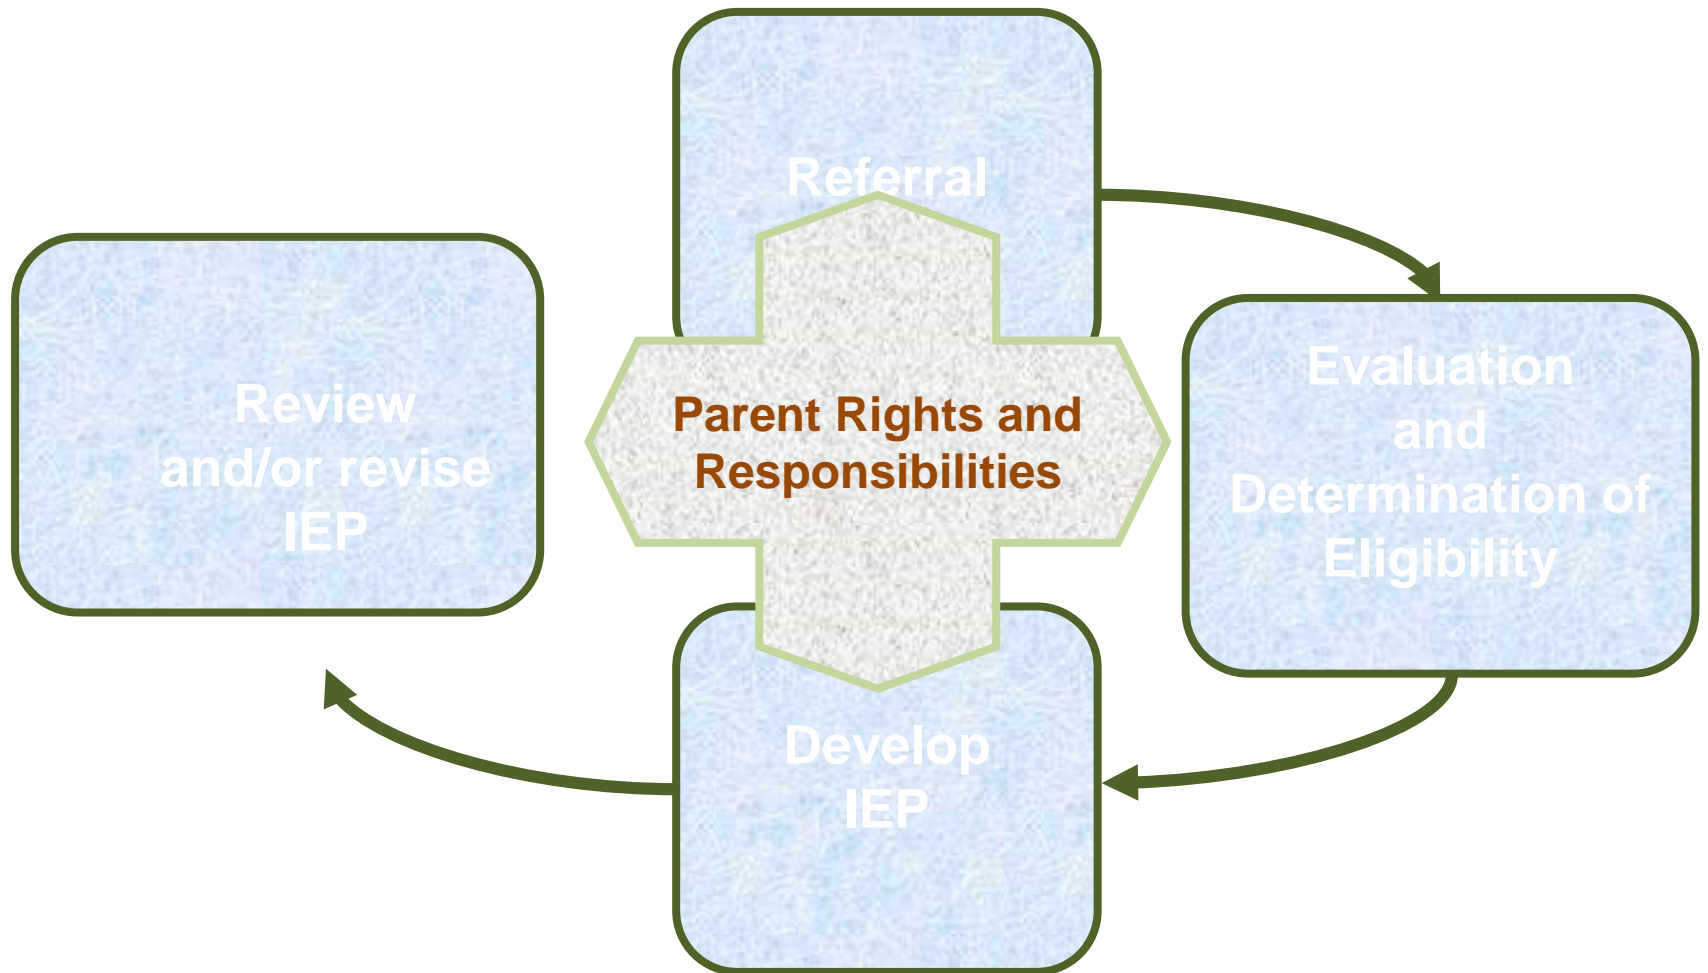 Referral
Evaluation
and
Determination of
Eligibility
Parent Rights and
Responsibilities
Review
and/or revise
IEP
Develop
IEP